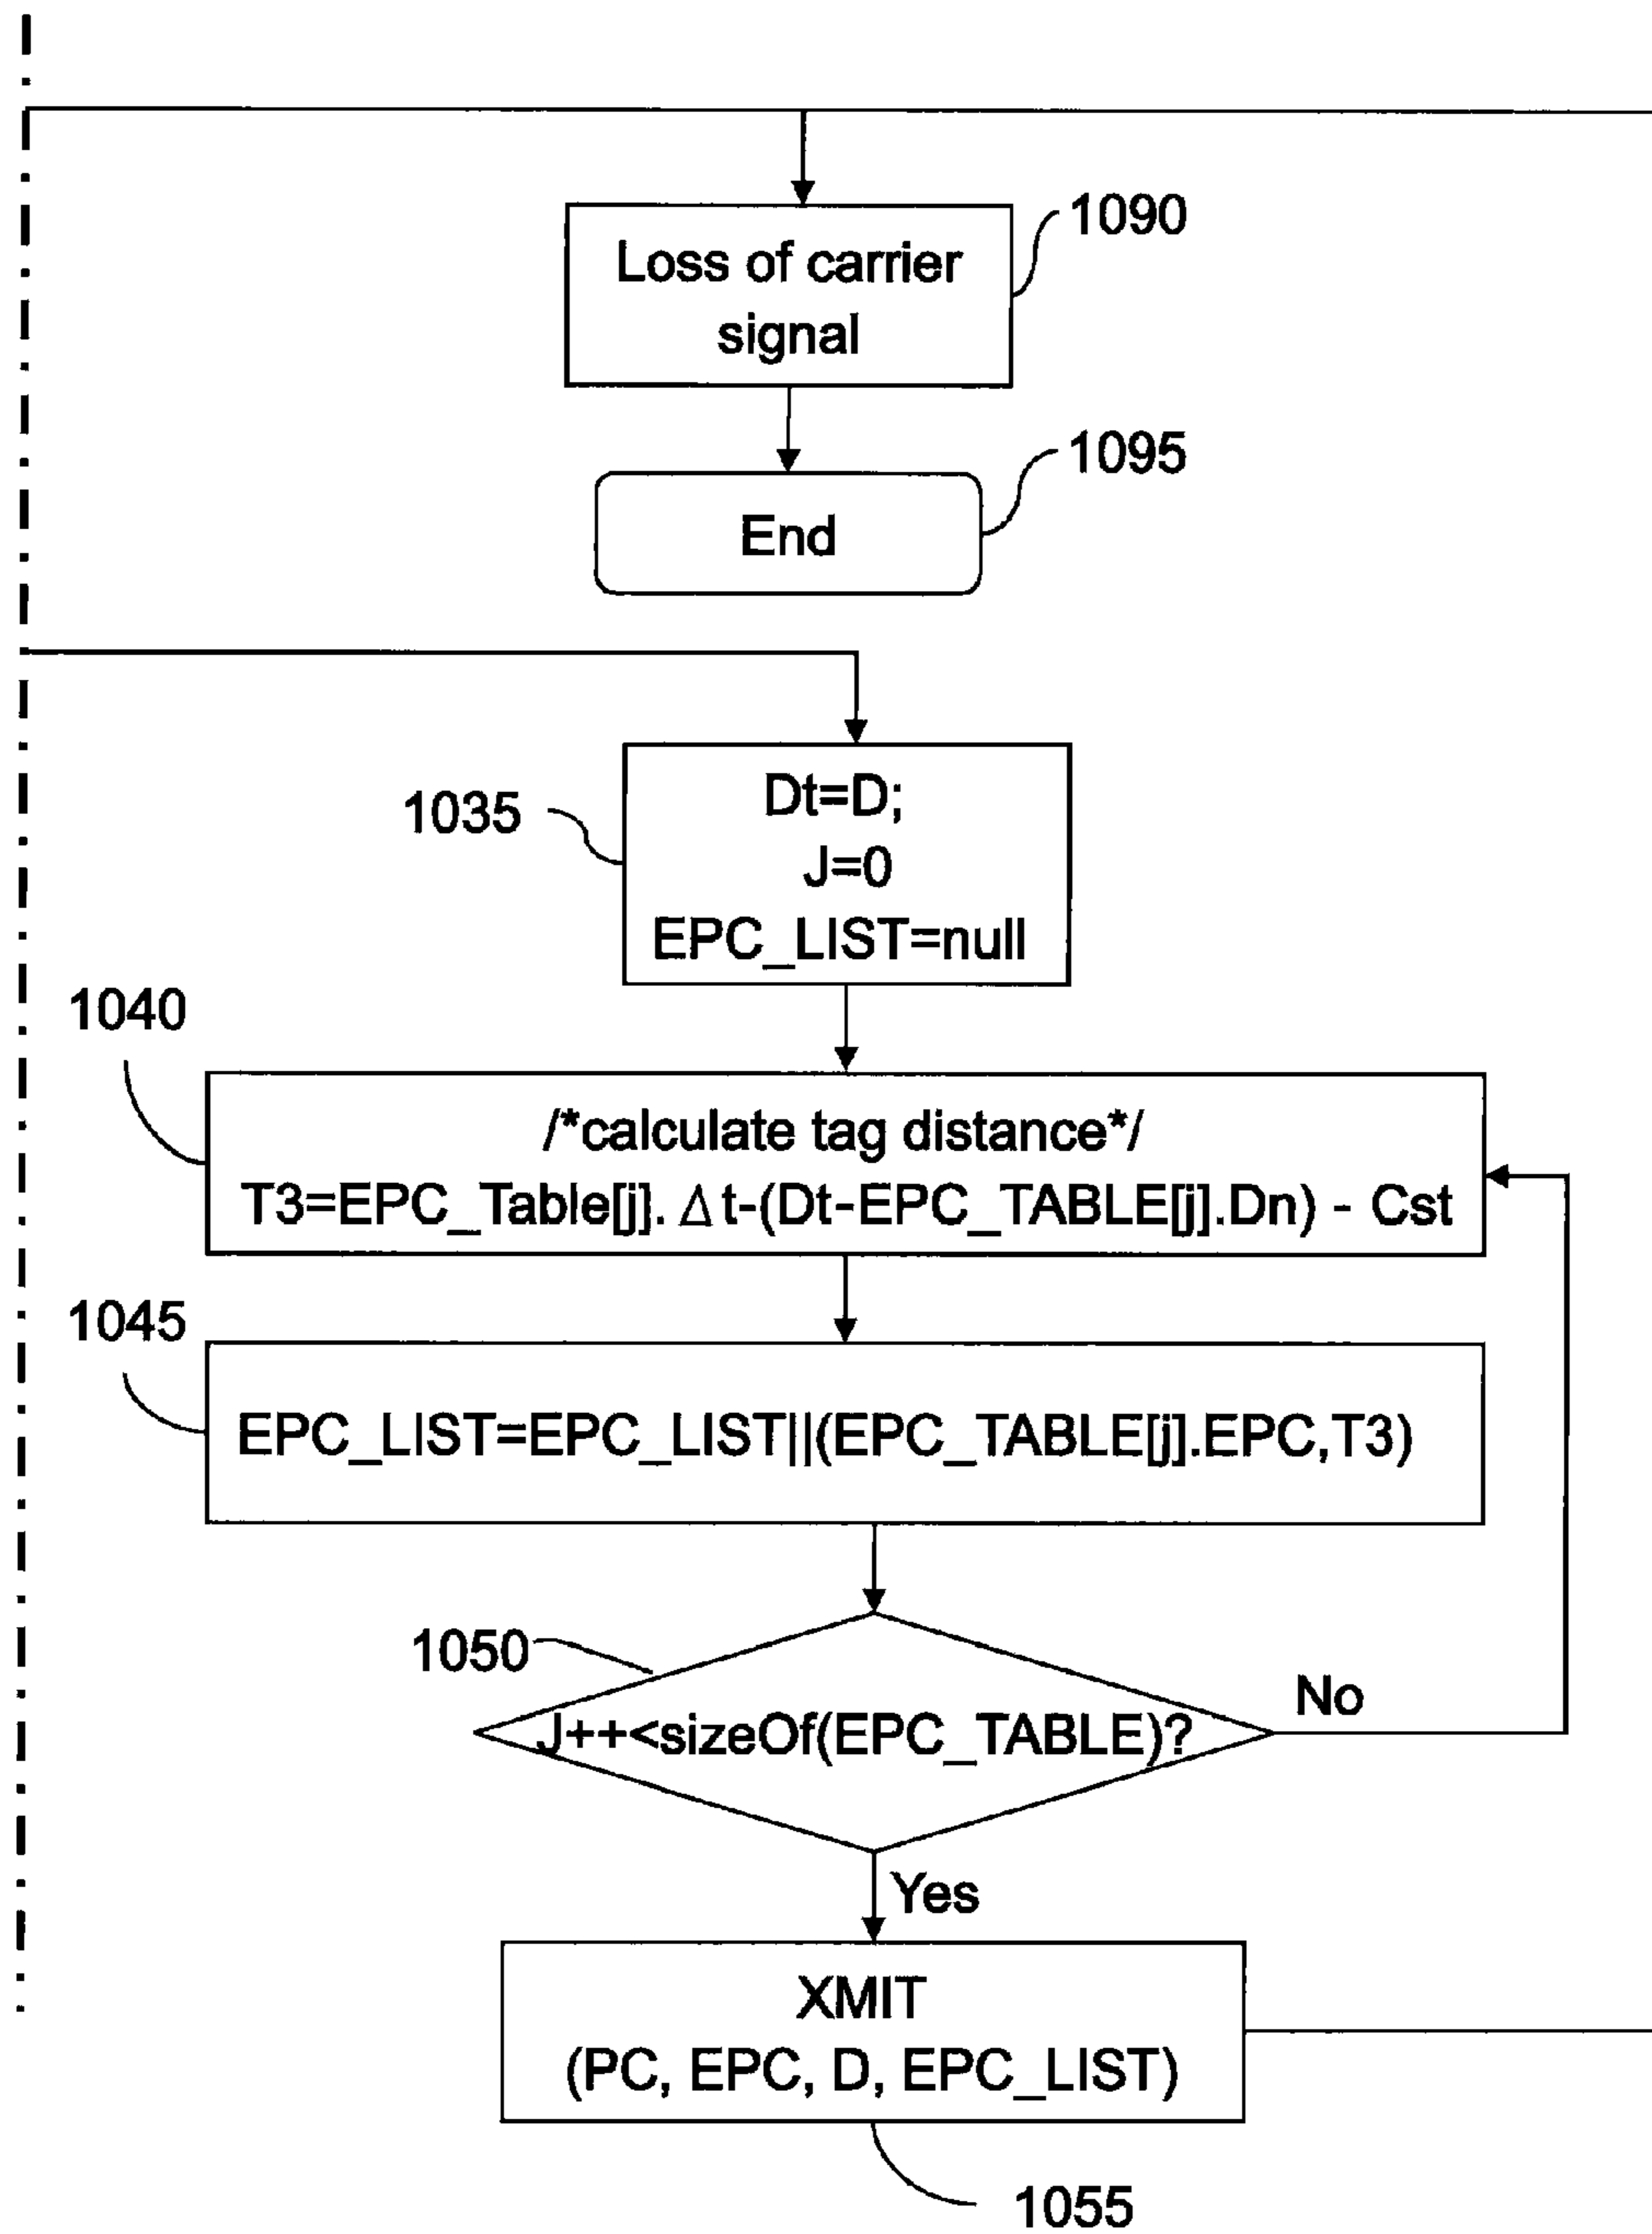 1090
Loss of carrier
signal
1095
End
1035
Dt=D;
J=0
EPC_LIST=null
1040
/*calculate tag distance*/
T3=EPC_Table[j]. Δt-(Dt-EPC_TABLE[j].Dn) - Cst
1045
EPC_LIST=EPC_LIST||(EPC_TABLE[j].EPC,T3)
1050
No
J++<sizeOf(EPC_TABLE)?
Yes
XMIT
(PC, EPC, D, EPC_LIST)
1055